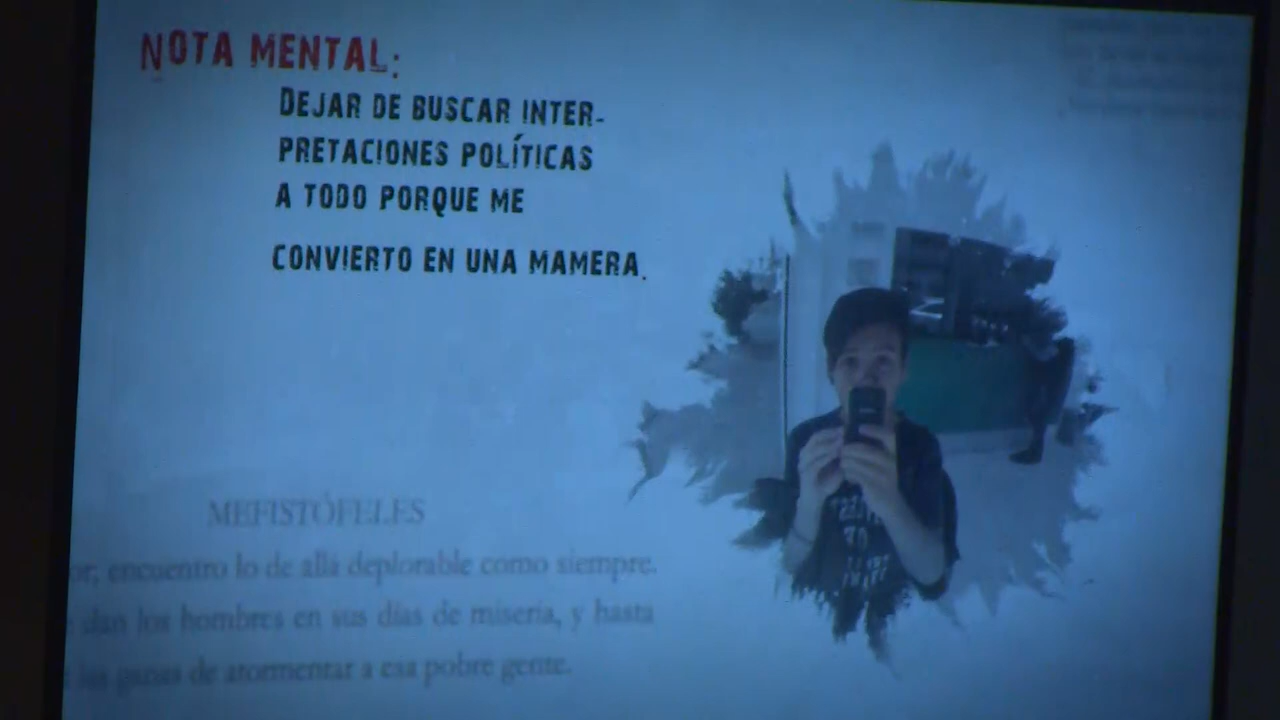 NOTA MENTAL:
DEJAR DE BUSCAR INTER-
PRETACIONES POLÍTICAS
A TODO PORQUE ME
CONVIERTO EN UNA MAMERA.
MEFISTÓFELES
or, encuentro lo de allá deplorable como siempre.
dan los hombres en sus días de miseria, y hasta
las ganas de atormentar a esa pobre gente.